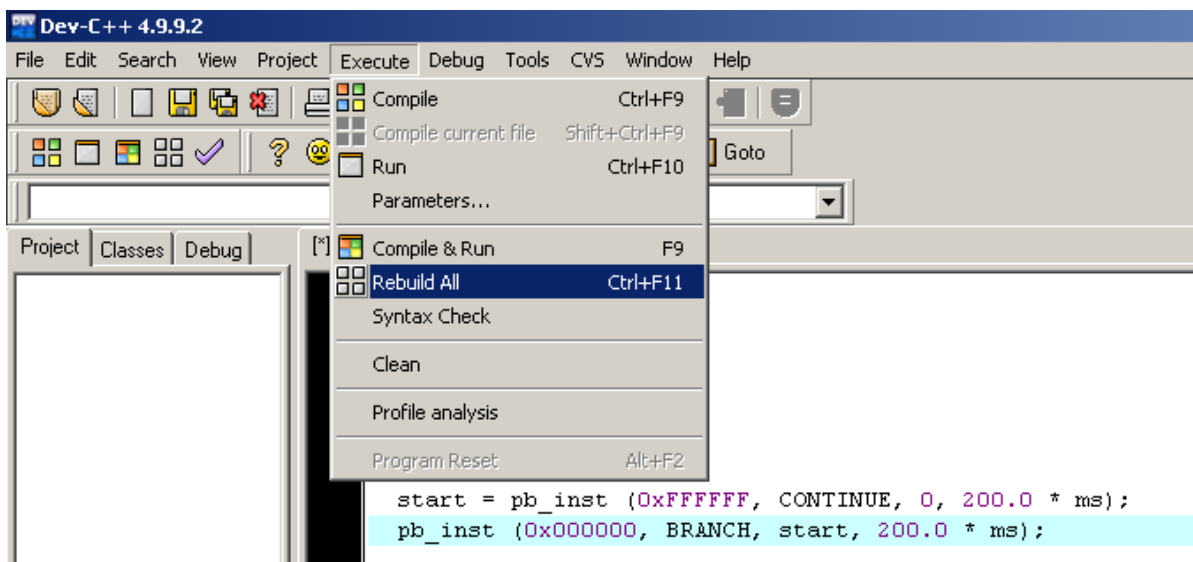 Dev-C++ 4.9.9.2
File Edit Search View Project Execute Debug Tools CVS Window Help
Compile Ctrl+F9
Compile current file Shift+Ctrl+F9
Goto
Run Ctrl+F10
Parameters...
Project Classes Debug [*]
Compile & Run F9
Rebuild All Ctrl+F11
Syntax Check
Clean
Profile analysis
Program Reset Alt+F2
start = pb_inst (0xFFFFFF, CONTINUE, 0, 200.0 * ms);
pb_inst (0x000000, BRANCH, start, 200.0 * ms);